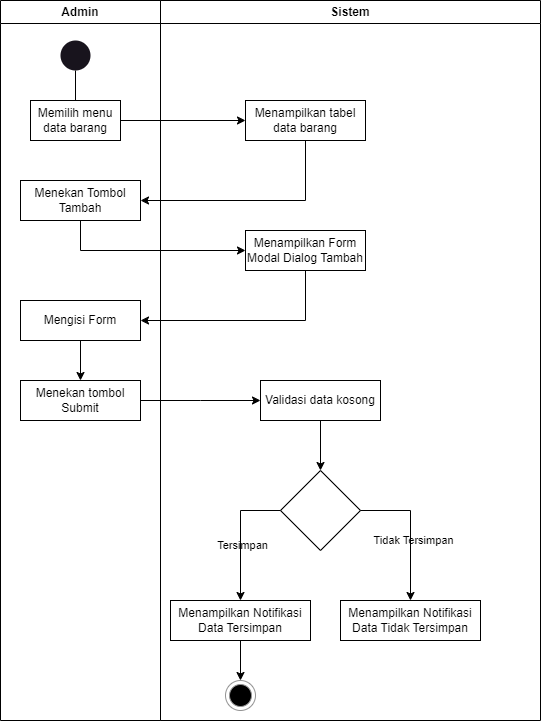 Admin
Sistem
Memilih menu
data barang
Menampilkan tabel
data barang
Menekan Tombol
Tambah
Menampilkan Form
Modal Dialog Tambah
Mengisi Form
Menekan tombol
Submit
Validasi data kosong
Tersimpan
Tidak Tersimpan
Menampilkan Notifikasi
Data Tersimpan
Menampilkan Notifikasi
Data Tidak Tersimpan